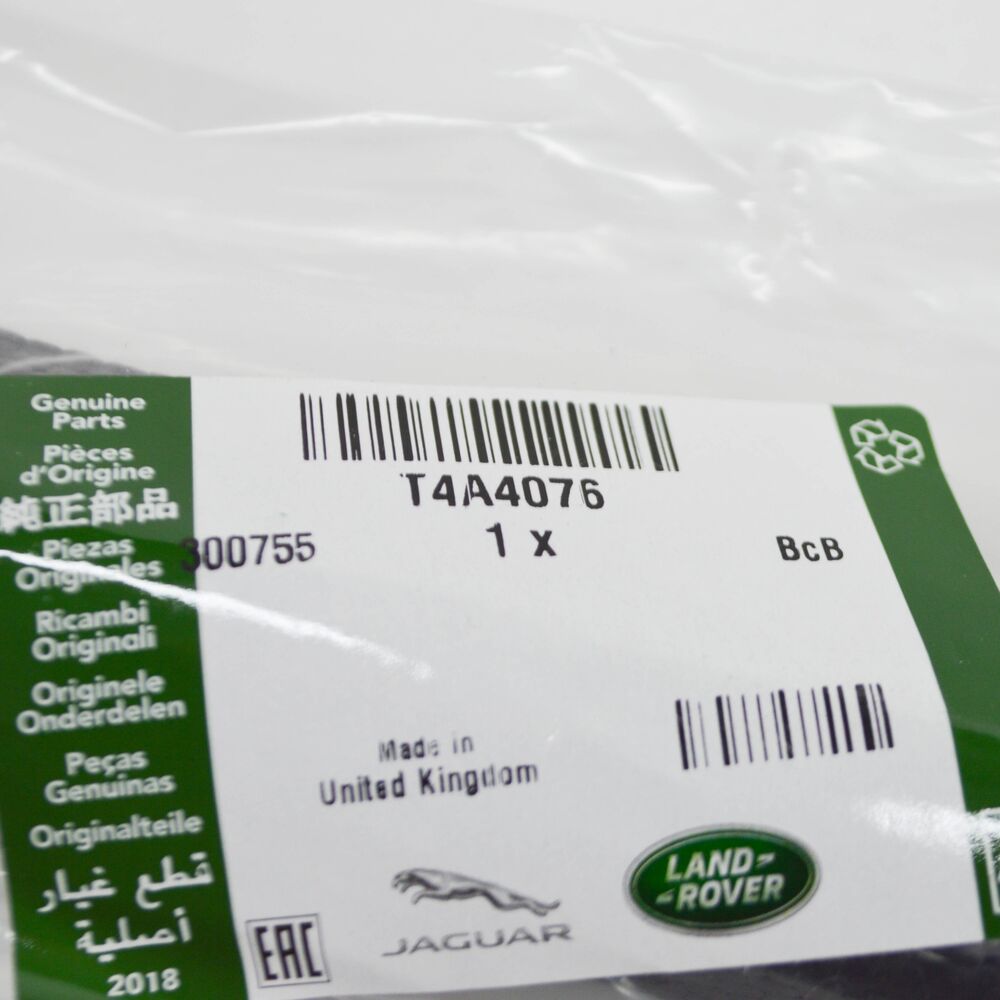 Genuine
Parts
Pièces
d'Origine
純正部品
Piezas
Originales
Ricambi
Originali
Originele
Onderdelen
Peças
Genuinas
Originalteile
قطع غيار
أصلية
2018
T4A4076
300755
1 x
BcB
Made in
United Kingdom
EAC
JAGUAR
LAND
ROVER